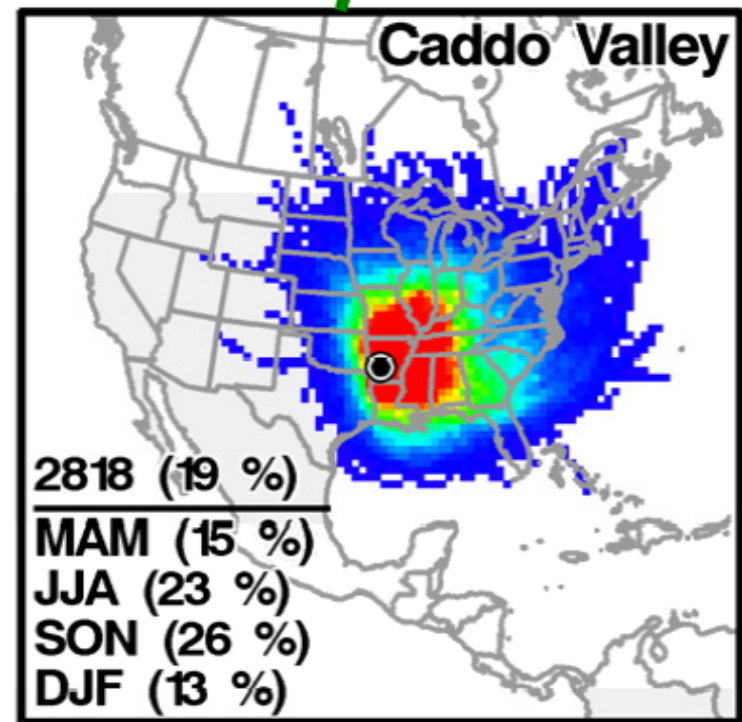 Caddo Valley
2818 (19 %)
MAM (15 %)
JJA (23 %)
SON (26 %)
DJF (13 %)